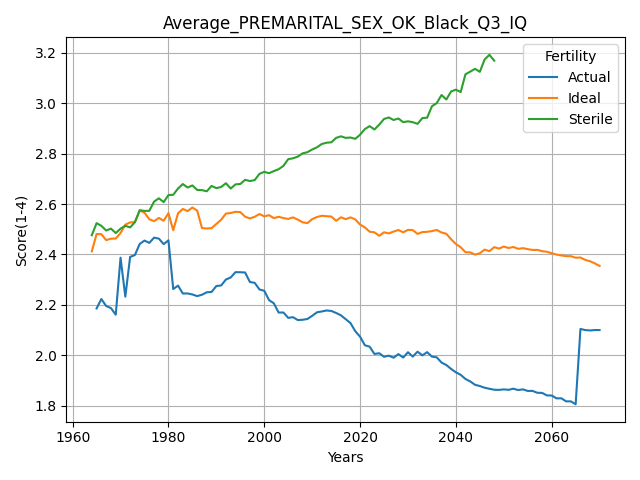 Average_PREMARITAL_SEX_OK_Black_Q3_IQ
Score(1-4)
3.2
3.0
2.8
2.6
2.4
2.2
2.0
1.8
Fertility
Actual
Ideal
Sterile
1960
1980
2000
2020
2040
2060
Years